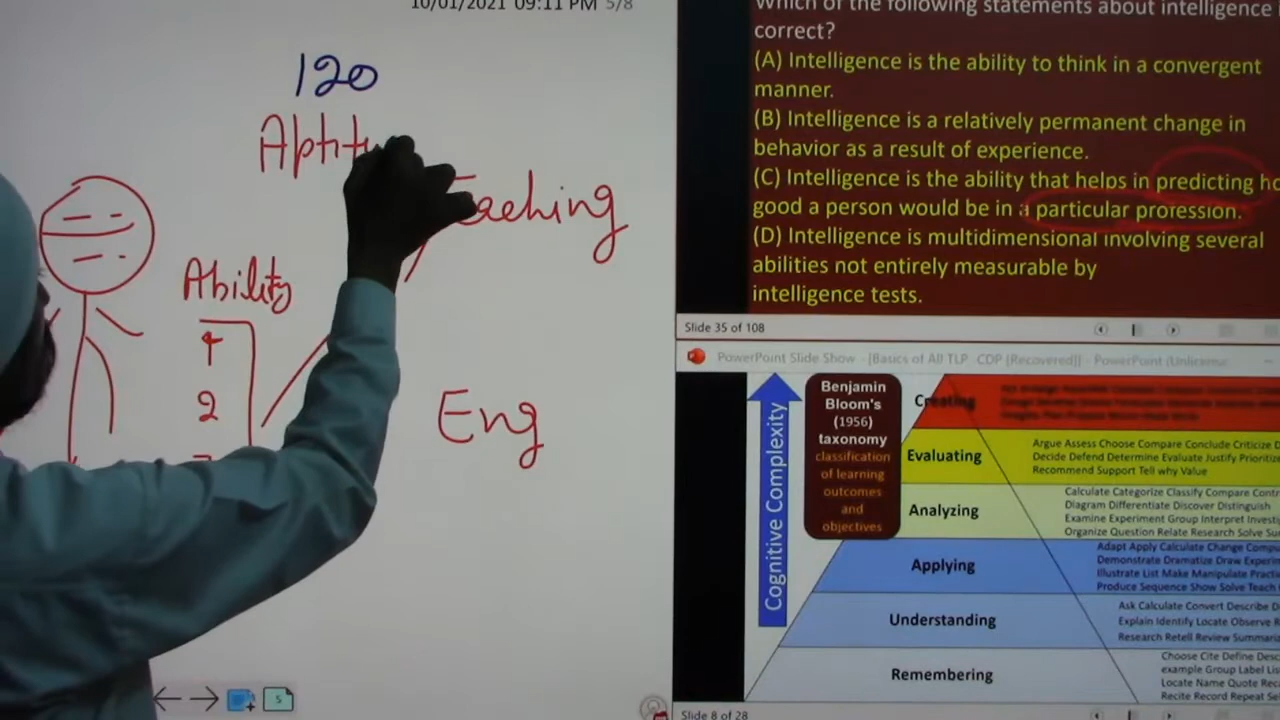 10/01/2021 09:11 PM 5/8
120
Teaching
Ability
2
Eng
5
Which of the following statements about intelligence
correct?
(A) Intelligence is the ability to think in a convergent
manner.
(B) Intelligence is a relatively permanent change in
behavior as a result of experience.
(C) Intelligence is the ability that helps in predicting
good a person would be in a particular profession.
(D) Intelligence is multidimensional involving several
abilities not entirely measurable by
intelligence tests.
Slide 35 of 108
PowerPoint Slide Show - [Basics of All TLP CDP (Recovered)] - PowerPoint
Cognitive Complexity
Benjamin
Bloom's
(1956)
taxonomy
classification
of learning
outcomes
and
objectives
Creating
Evaluating
Argue Assess Choose Compare Conclude Criticize
Decide Defend Determine Evaluate Justify Prioritize
Recommend Support Tell why Value
Analyzing
Calculate Categorize Classify Compare
Diagram Differentiate Discover Distinguish
Examine Experiment Group Interpret
Organize Question Relate Research Solve
Applying
Adapt Apply Calculate Change
Demonstrate Dramatize Draw
Illustrate List Make Manipulate
Produce Sequence Show Solve Teach
Understanding
Ask Calculate Convert Describe
Explain Identify Locate Observe
Research Retell Review
Remembering
Choose Cite Define
example Group Label
Locate Name Quote
Recite Record Repeat
Slide 8 of 28